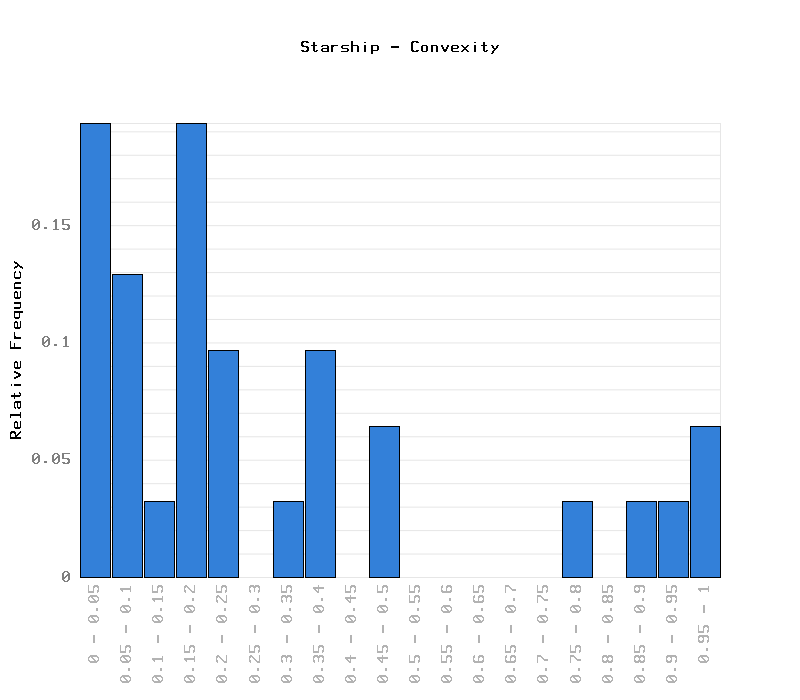 Starship - Convexity
Relative Frequency
0.15
0.1
0.05
0
0 - 0.05
0.05 - 0.1
0.1 - 0.15
0.15 - 0.2
0.2 - 0.25
0.25 - 0.3
0.3 - 0.35
0.35 - 0.4
0.4 - 0.45
0.45 - 0.5
0.5 - 0.55
0.55 - 0.6
0.6 - 0.65
0.65 - 0.7
0.7 - 0.75
0.75 - 0.8
0.8 - 0.85
0.85 - 0.9
0.9 - 0.95
0.95 - 1